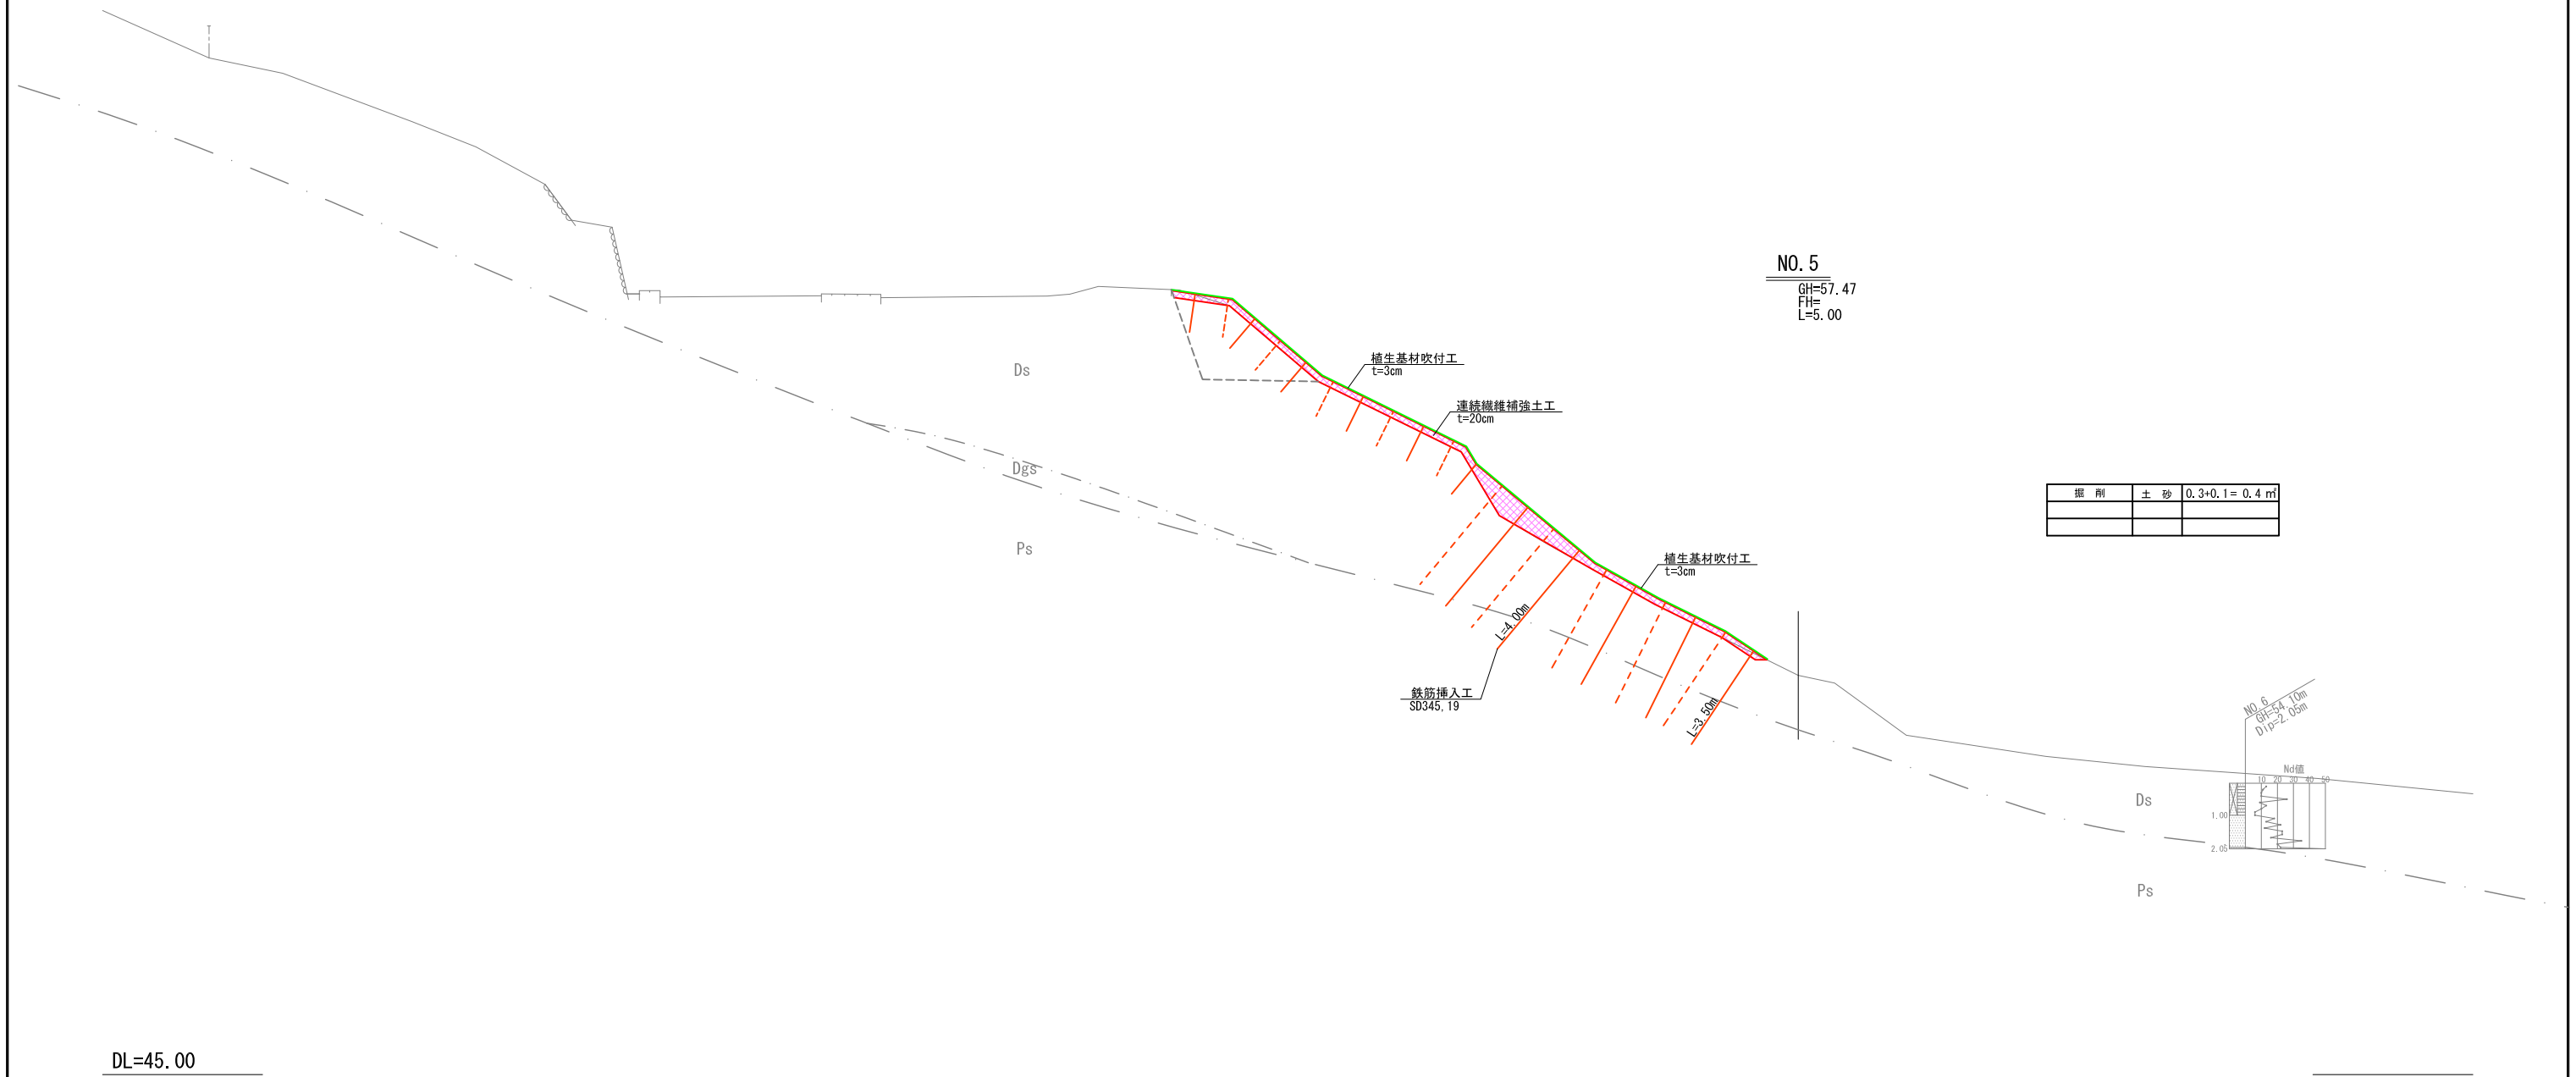 NO.5
GH=57.47
FH=
L=5.00
植生基材吹付工
t=3cm
Ds
連続繊維補強土工
t=20cm
Dgs
掘 削 土 砂 0.3+0.1= 0.4 ㎡
Ps
植生基材吹付工
t=3cm
L=4.00m
鉄筋挿入工
SD345,19
L=3.50m
NO.6
GH=54.10m
Dip=2.05m
Nd値
10 20 30 40 50
Ds
1.00
2.05
Ps
DL=45.00